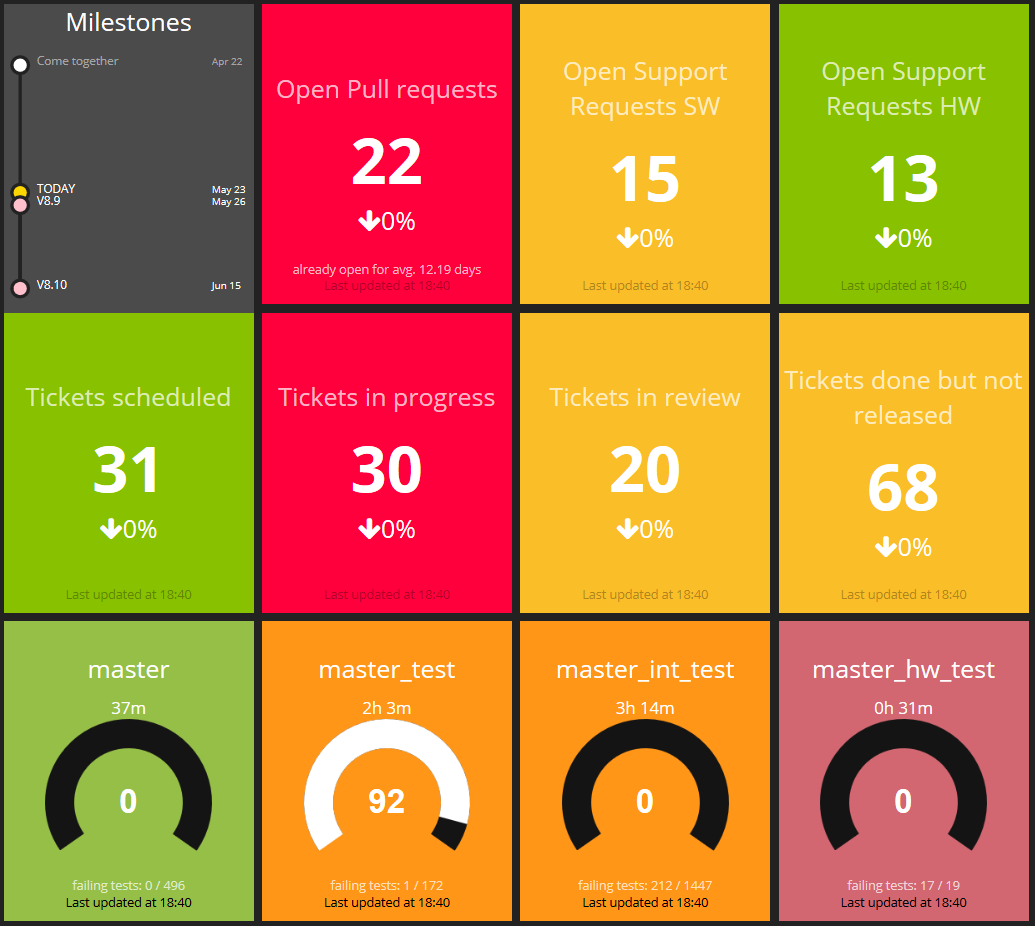 Milestones
Come together Apr 22
TODAY May 23
V8.9 May 26
V8.10 Jun 15
Open Pull requests
22
0%
already open for avg. 12.19 days
Last updated at 18:40
Open Support
Requests SW
15
0%
Last updated at 18:40
Open Support
Requests HW
13
0%
Last updated at 18:40
Tickets scheduled
31
0%
Last updated at 18:40
Tickets in progress
30
0%
Last updated at 18:40
Tickets in review
20
0%
Last updated at 18:40
Tickets done but not
released
68
0%
Last updated at 18:40
master
37m
0
failing tests: 0 / 496
Last updated at 18:40
master_test
2h 3m
92
failing tests: 1 / 172
Last updated at 18:40
master_int_test
3h 14m
0
failing tests: 212 / 1447
Last updated at 18:40
master_hw_test
0h 31m
0
failing tests: 17 / 19
Last updated at 18:40